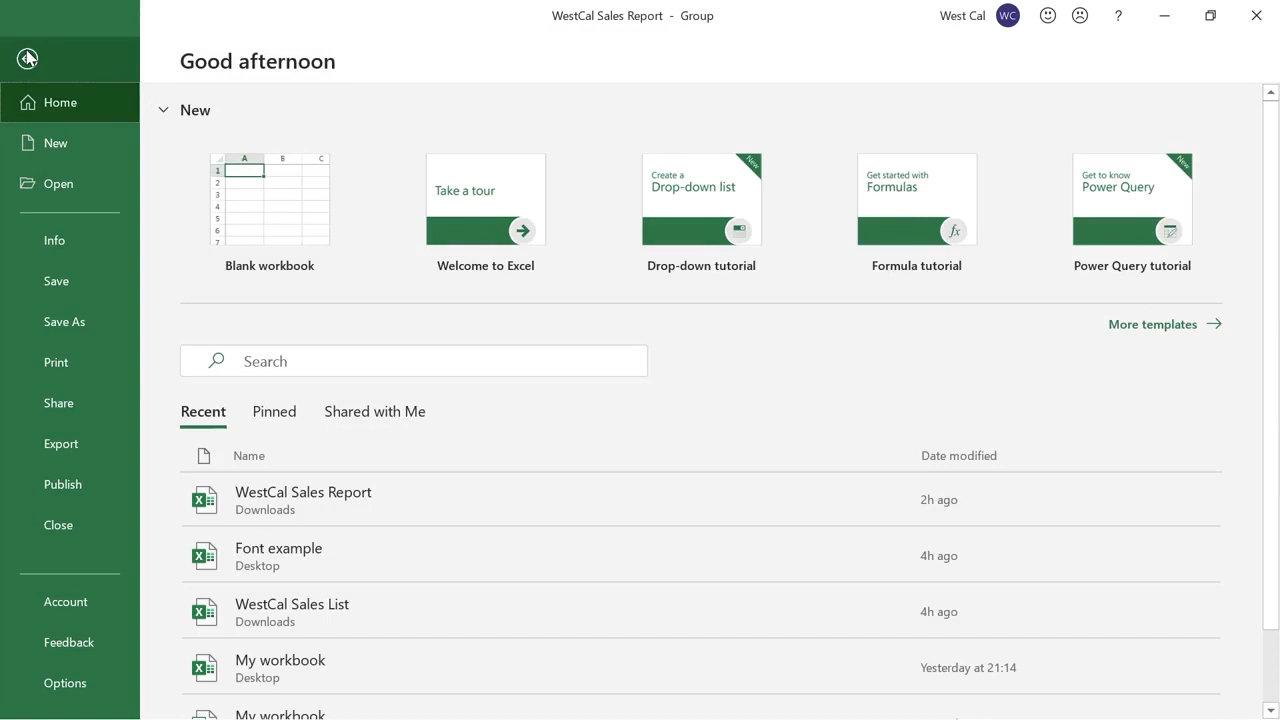 WestCal Sales Report - Group
West Cal WC ?
Good afternoon
Home
New
Open
Info
Save
Save As
Print
Share
Export
Publish
Close
Account
Feedback
Options
New
A B C
1
2
3
4
5
6
7
Blank workbook
Take a tour
Welcome to Excel
New
Create a
Drop-down list
Drop-down tutorial
Get started with
Formulas
fx
Formula tutorial
New
Get to know
Power Query
Power Query tutorial
More templates
Search
Recent Pinned Shared with Me
Name Date modified
WestCal Sales Report
Downloads
2h ago
Font example
Desktop
4h ago
WestCal Sales List
Downloads
4h ago
My workbook
Desktop
Yesterday at 21:14
My workbook